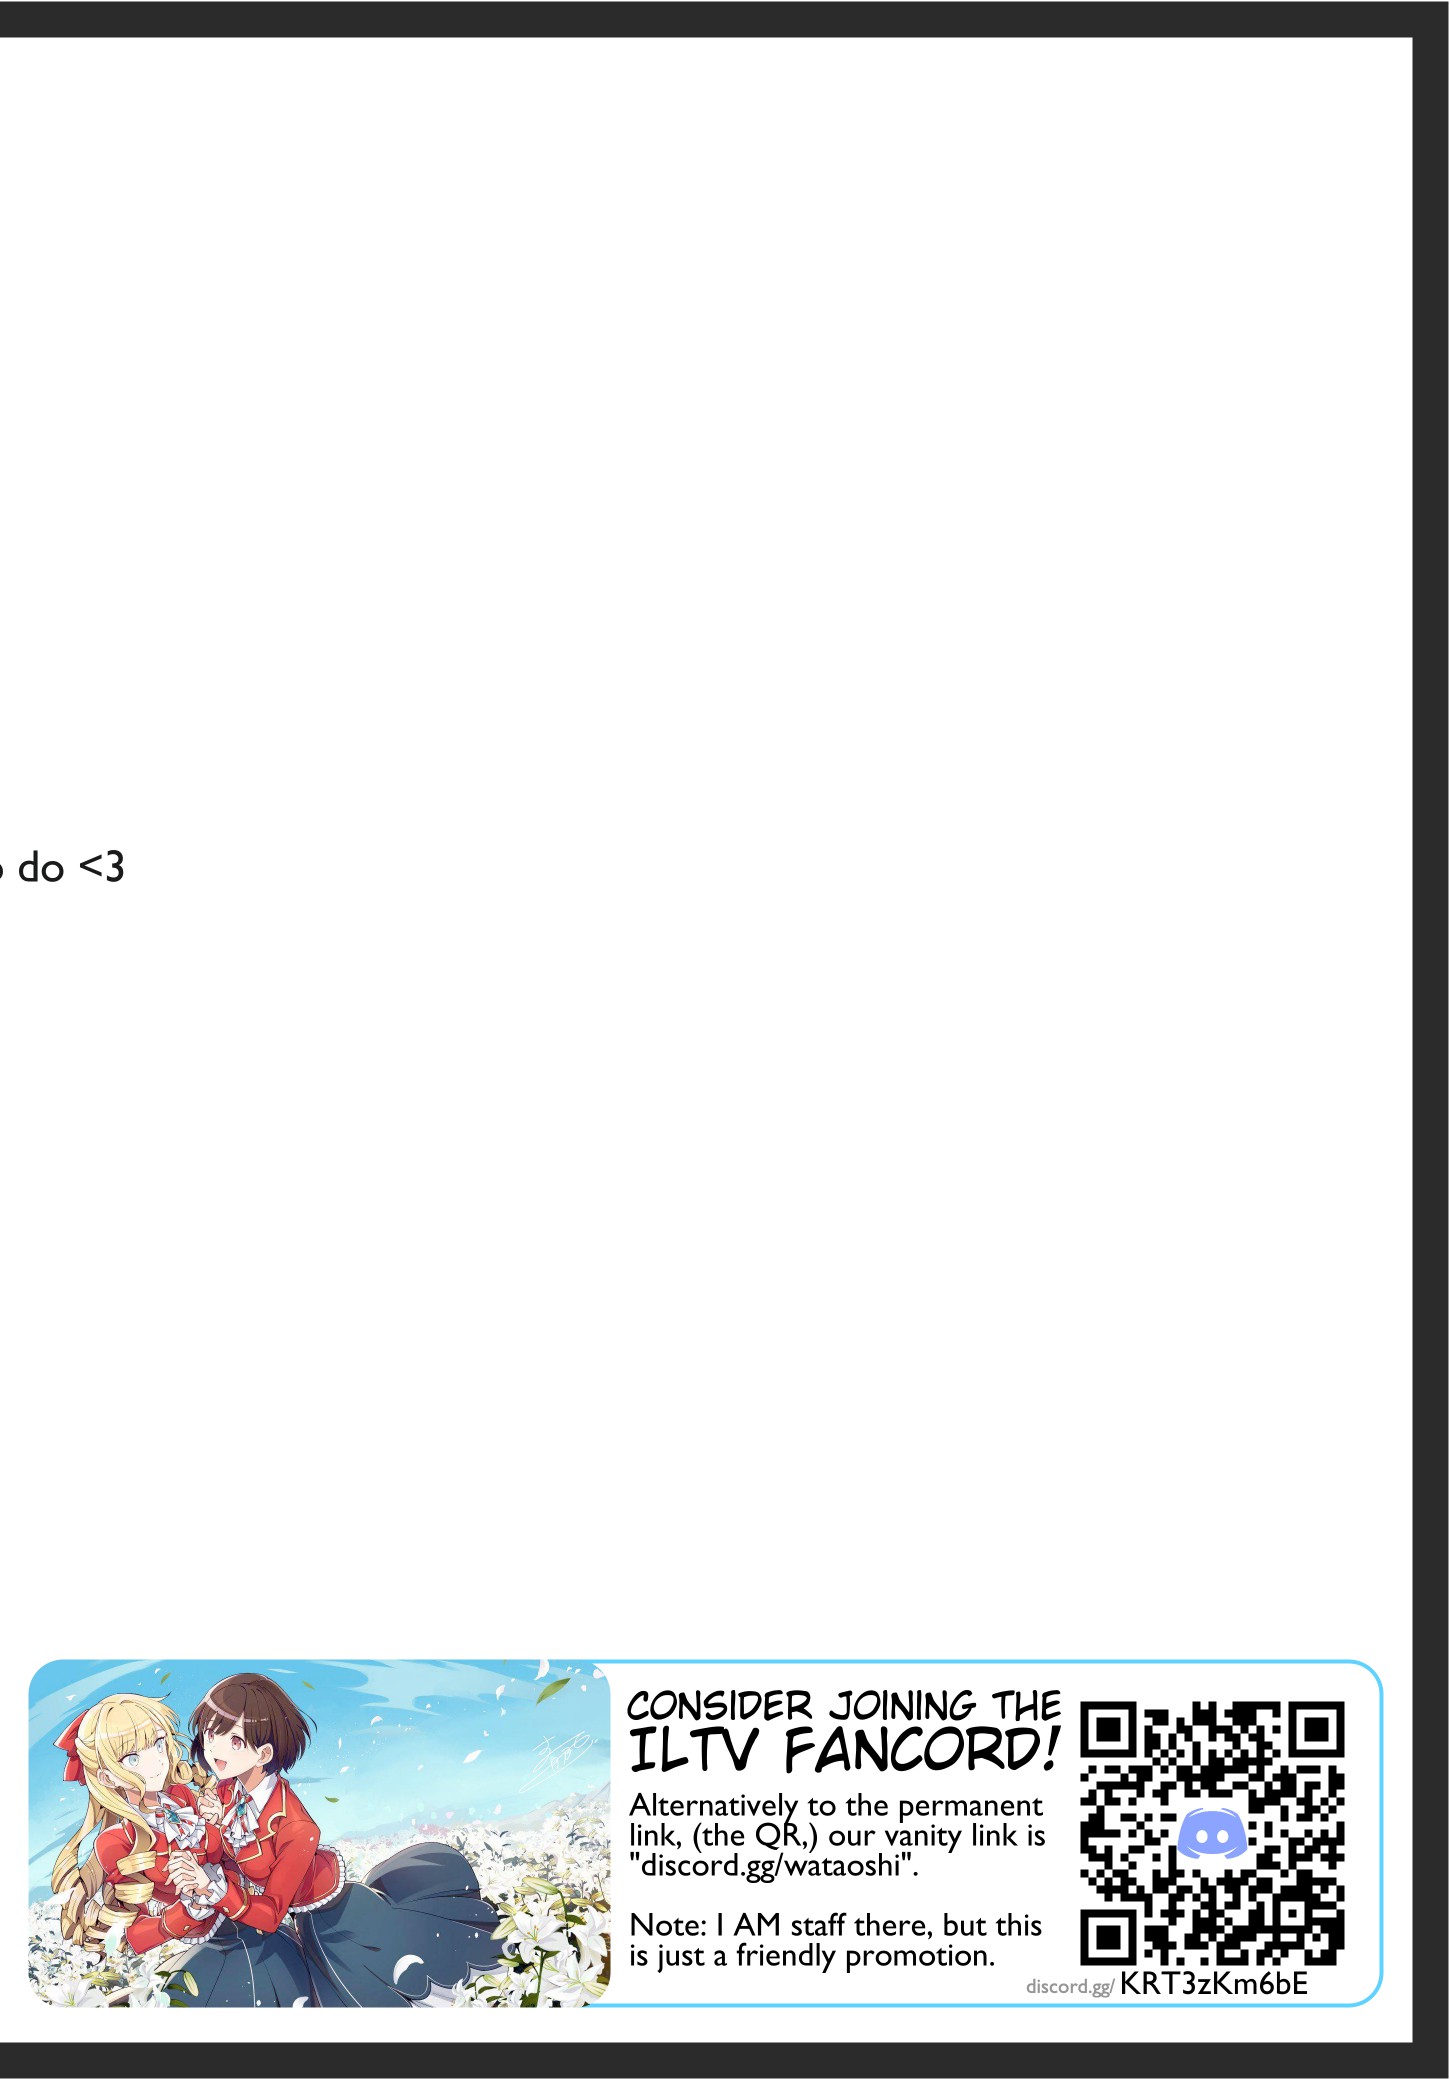 do <3
CONSIDER JOINING THE
ILTV FANCORD!
Alternatively to the permanent
link, (the QR,) our vanity link is
"discord.gg/wataoshi".
Note: I AM staff there, but this
is just a friendly promotion.
discord.gg/ KRT3zKm6bE